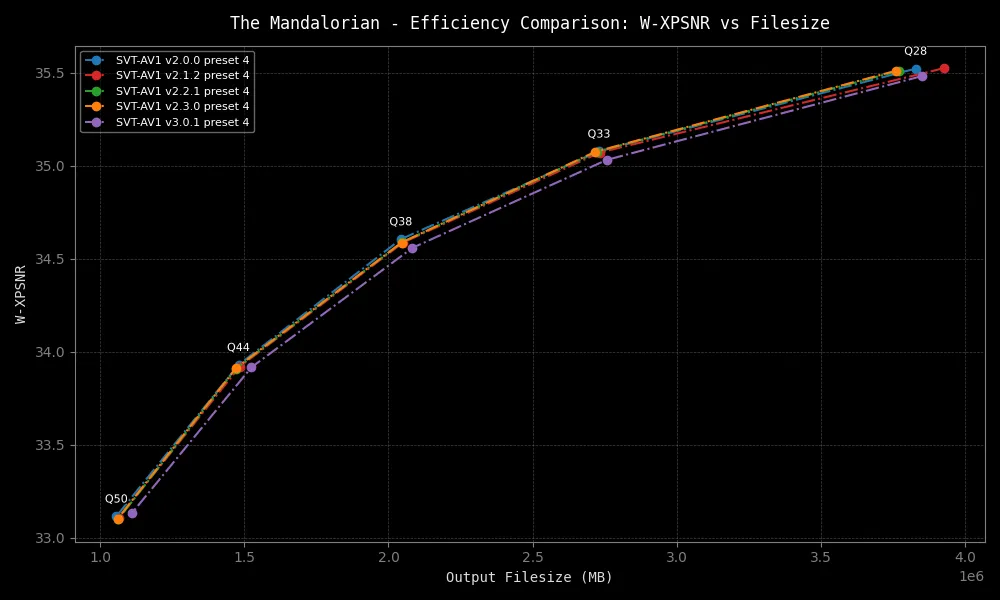 The Mandalorian - Efficiency Comparison: W-XPSNR vs Filesize
SVT-AV1 v2.0.0 preset 4
SVT-AV1 v2.1.2 preset 4
SVT-AV1 v2.2.1 preset 4
SVT-AV1 v2.3.0 preset 4
SVT-AV1 v3.0.1 preset 4
Q28
Q33
Q38
Q44
Q50
35.5
35.0
34.5
34.0
33.5
33.0
W-XPSNR
1.0 1.5 2.0 2.5 3.0 3.5 4.0
1e6
Output Filesize (MB)